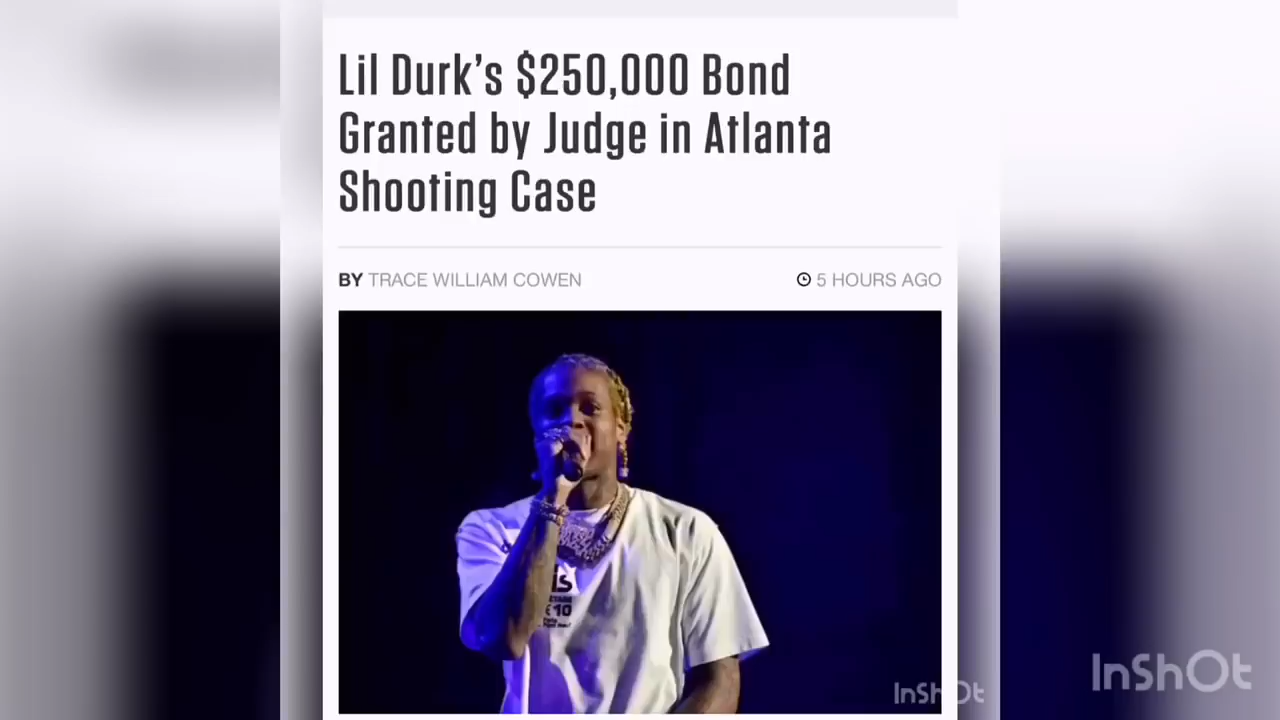 Lil Durk’s $250,000 Bond
Granted by Judge in Atlanta
Shooting Case
BY TRACE WILLIAM COWEN
5 HOURS AGO
10
InShOt
InShOt